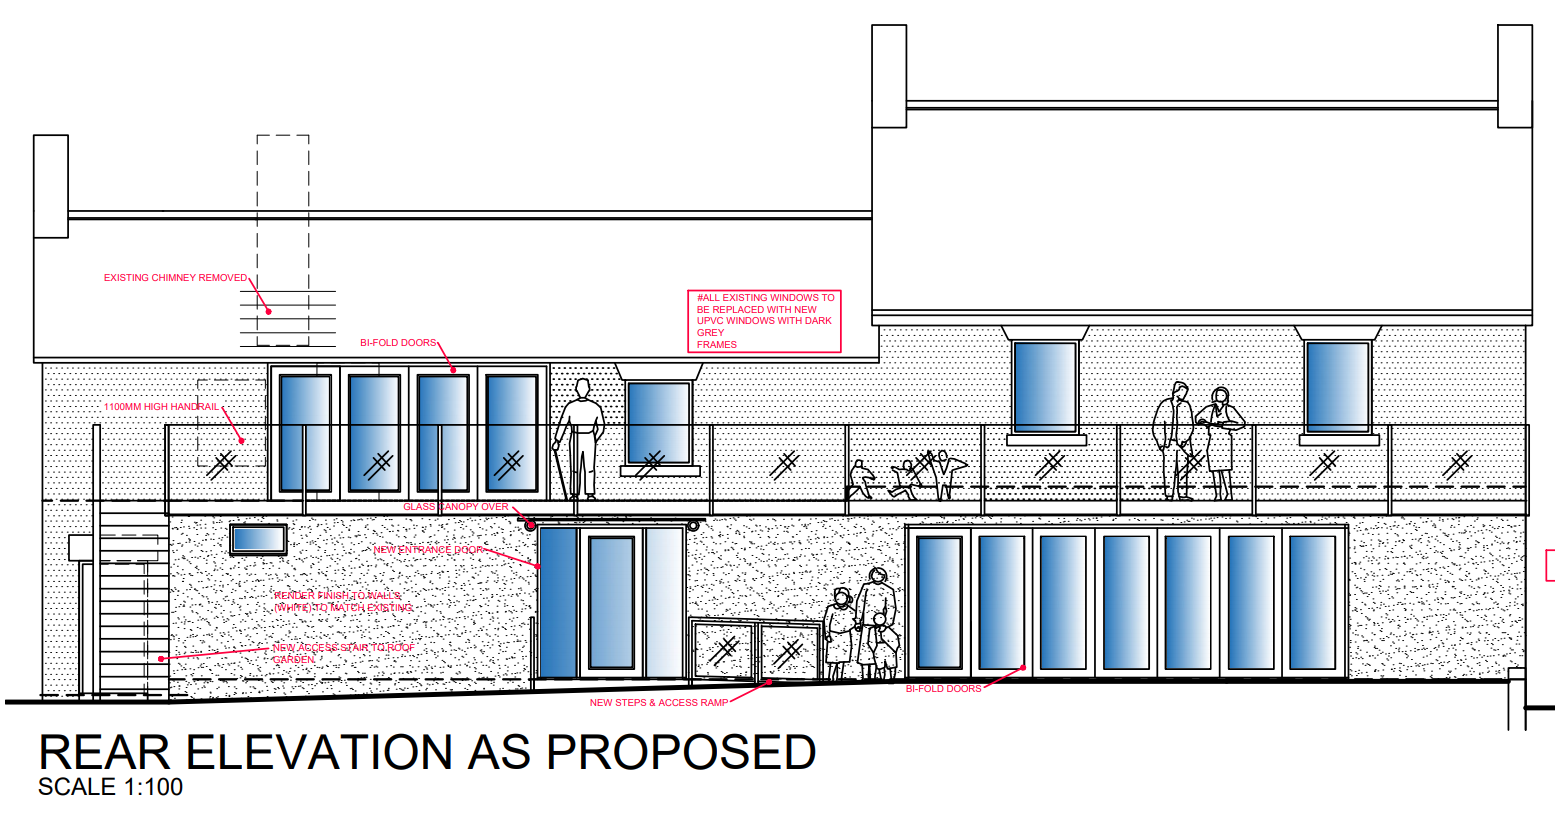 EXISTING CHIMNEY REMOVED
#ALL EXISTING WINDOWS TO
BE REPLACED WITH NEW
UPVC WINDOWS WITH DARK
GREY
FRAMES
BI-FOLD DOORS
1100MM HIGH HANDRAIL
GLASS CANOPY OVER
NEW ENTRANCE DOOR
RENDER FINISH TO WALLS
(WHITE) TO MATCH EXISTING
NEW ACCESS STAIR TO ROOF
GARDEN
BI-FOLD DOORS
NEW STEPS & ACCESS RAMP
REAR ELEVATION AS PROPOSED
SCALE 1:100